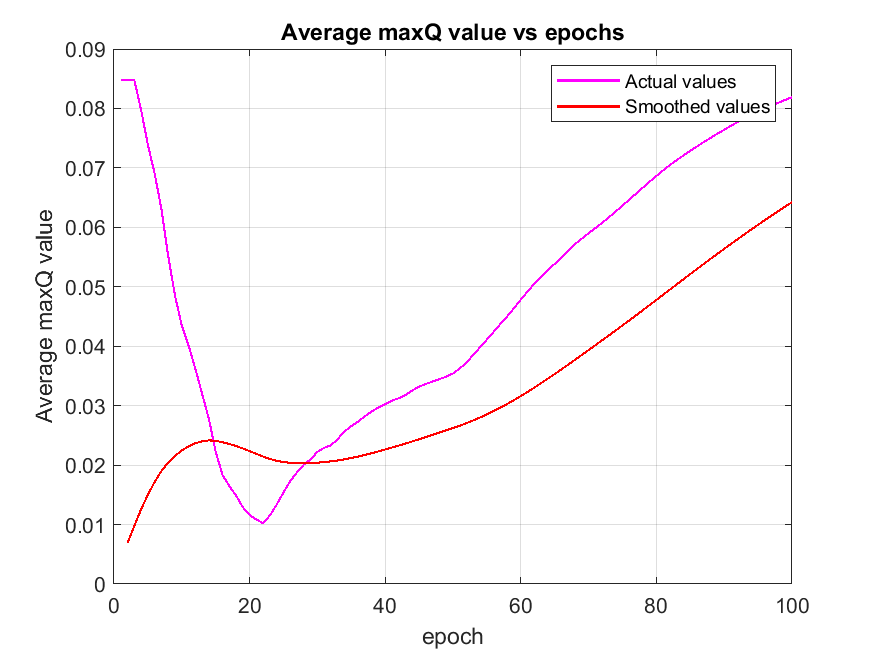 Average maxQ value vs epochs
Actual values
Smoothed values
Average maxQ value
0.09
0.08
0.07
0.06
0.05
0.04
0.03
0.02
0.01
0
0 20 40 60 80 100
epoch